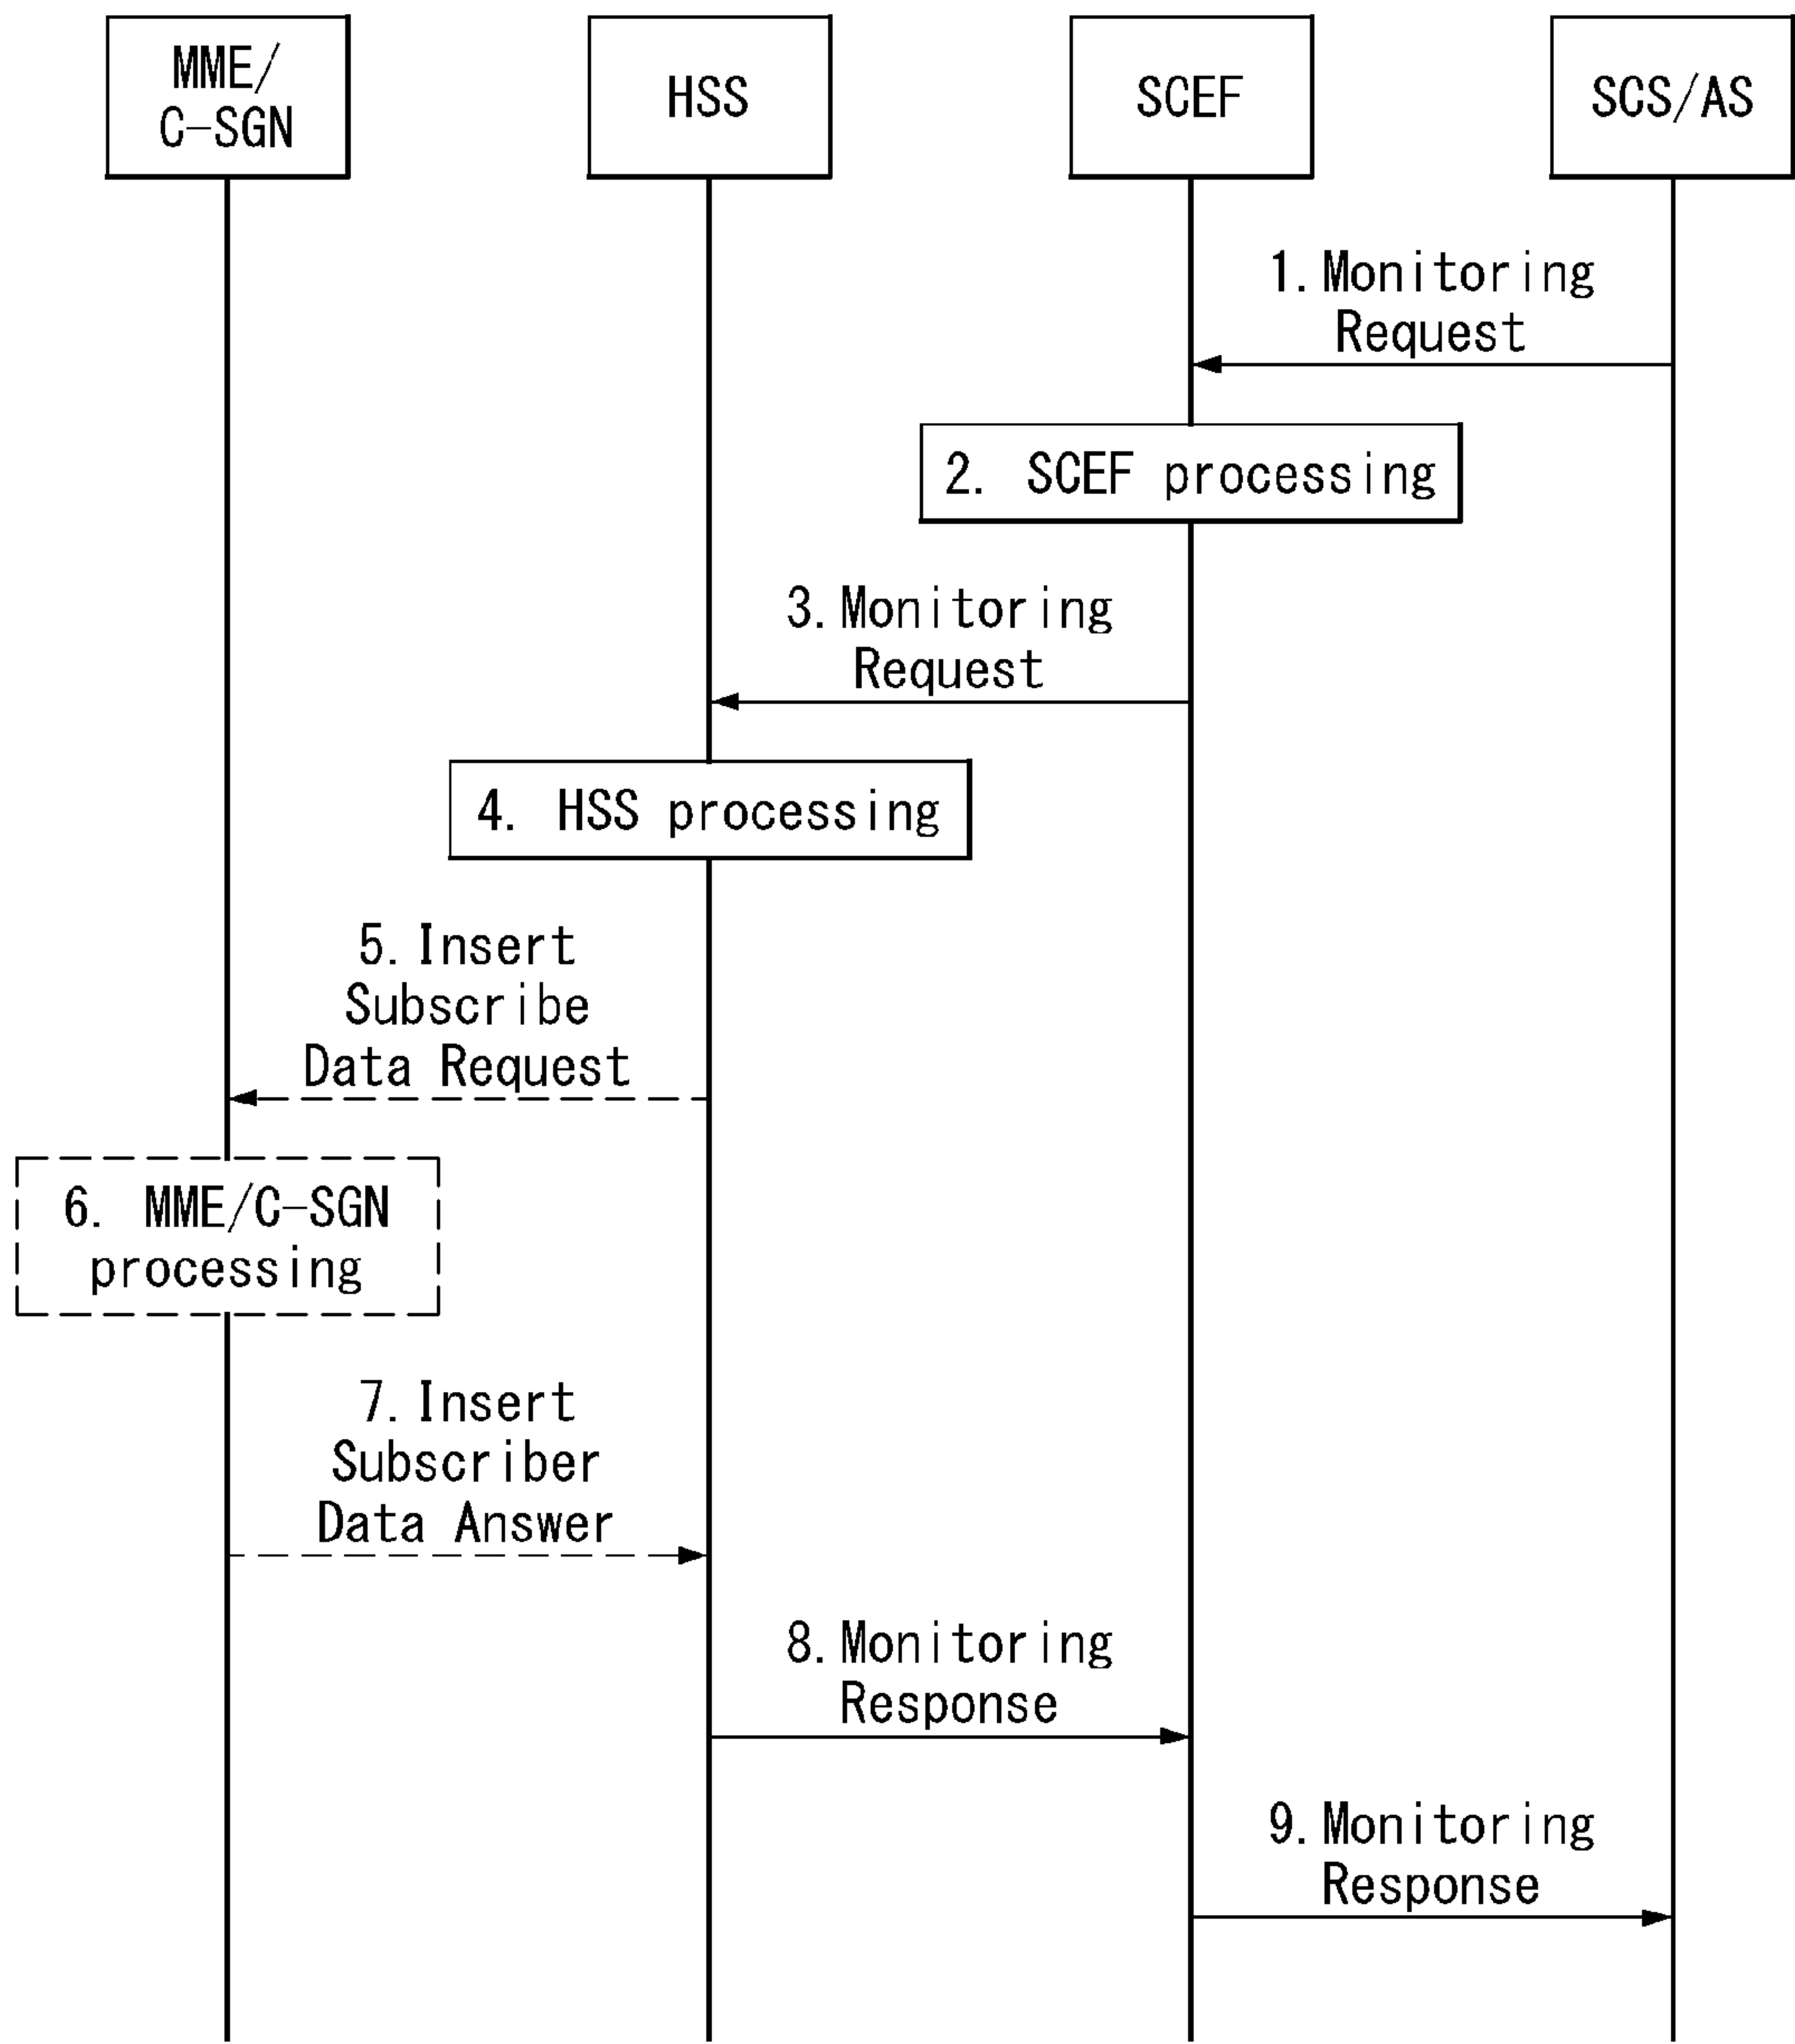 MME/
C-SGN
HSS
SCEF
SCS/AS
1. Monitoring
Request
2. SCEF processing
3. Monitoring
Request
4. HSS processing
5. Insert
Subscribe
Data Request
6. MME/C-SGN
processing
7. Insert
Subscriber
Data Answer
8. Monitoring
Response
9. Monitoring
Response